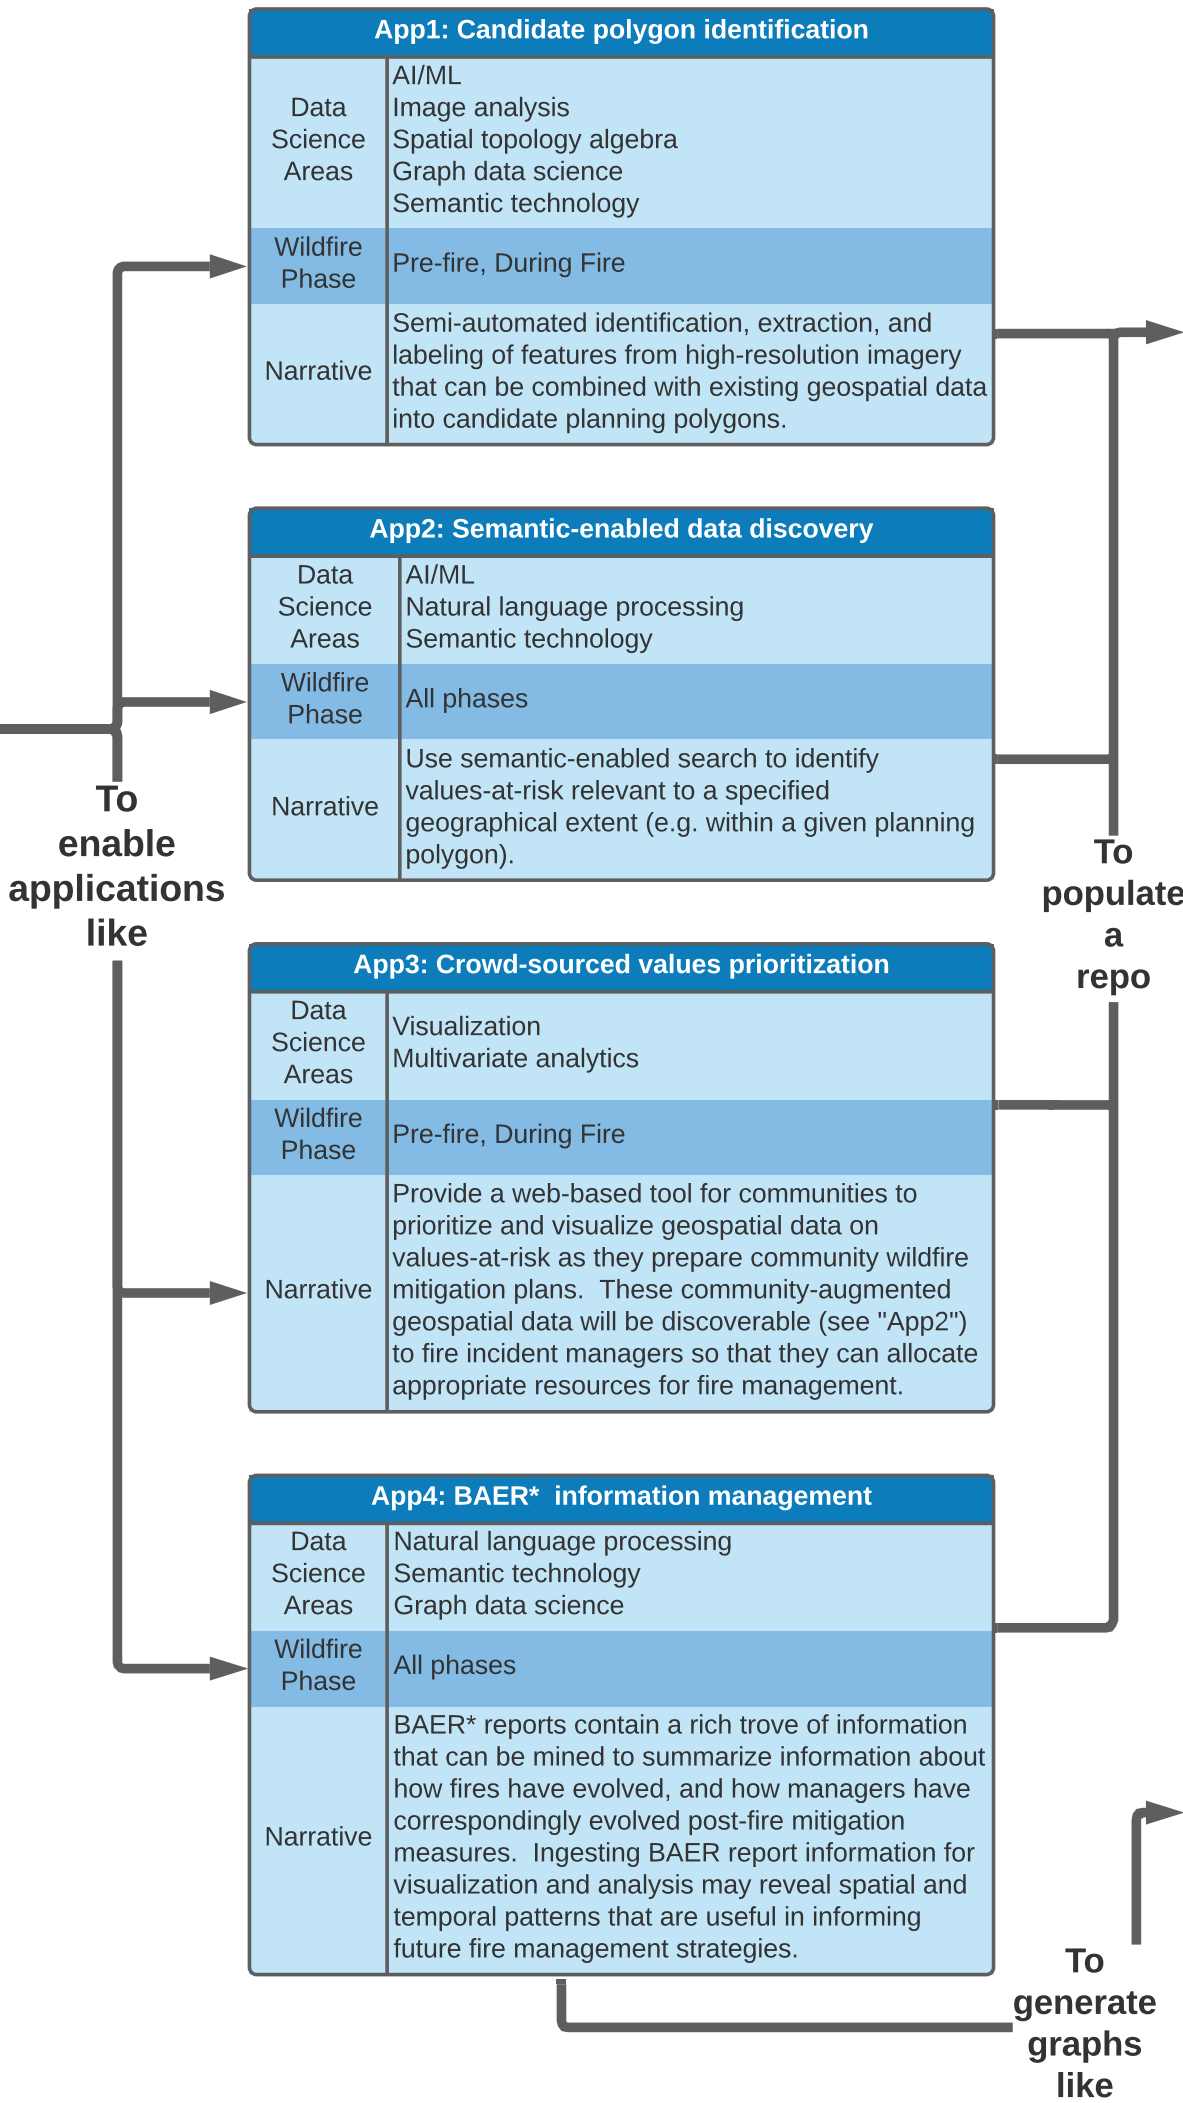 App1: Candidate polygon identification
Data
Science
Areas
AI/ML
Image analysis
Spatial topology algebra
Graph data science
Semantic technology
Wildfire
Phase
Pre-fire, During Fire
Narrative
Semi-automated identification, extraction, and
labeling of features from high-resolution imagery
that can be combined with existing geospatial data
into candidate planning polygons.
App2: Semantic-enabled data discovery
Data
Science
Areas
AI/ML
Natural language processing
Semantic technology
Wildfire
Phase
All phases
Narrative
Use semantic-enabled search to identify
values-at-risk relevant to a specified
geographical extent (e.g. within a given planning
polygon).
To
enable
applications
like
To
populate
a
repo
App3: Crowd-sourced values prioritization
Data
Science
Areas
Visualization
Multivariate analytics
Wildfire
Phase
Pre-fire, During Fire
Narrative
Provide a web-based tool for communities to
prioritize and visualize geospatial data on
values-at-risk as they prepare community wildfire
mitigation plans.  These community-augmented
geospatial data will be discoverable (see "App2")
to fire incident managers so that they can allocate
appropriate resources for fire management.
App4: BAER*  information management
Data
Science
Areas
Natural language processing
Semantic technology
Graph data science
Wildfire
Phase
All phases
Narrative
BAER* reports contain a rich trove of information
that can be mined to summarize information about
how fires have evolved, and how managers have
correspondingly evolved post-fire mitigation
measures.  Ingesting BAER report information for
visualization and analysis may reveal spatial and
temporal patterns that are useful in informing
future fire management strategies.
To
generate
graphs
like